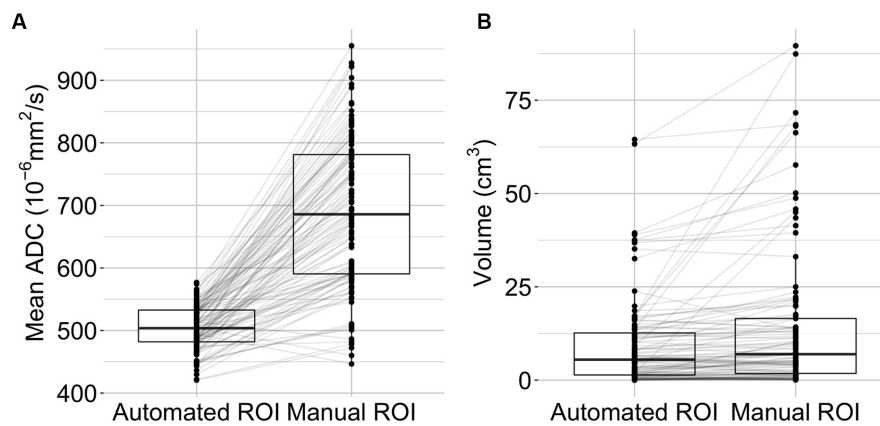 A
Mean ADC (10⁻⁶mm²/s)
900
800
700
600
500
400
Automated ROI Manual ROI
B
Volume (cm³)
75
50
25
0
Automated ROI Manual ROI